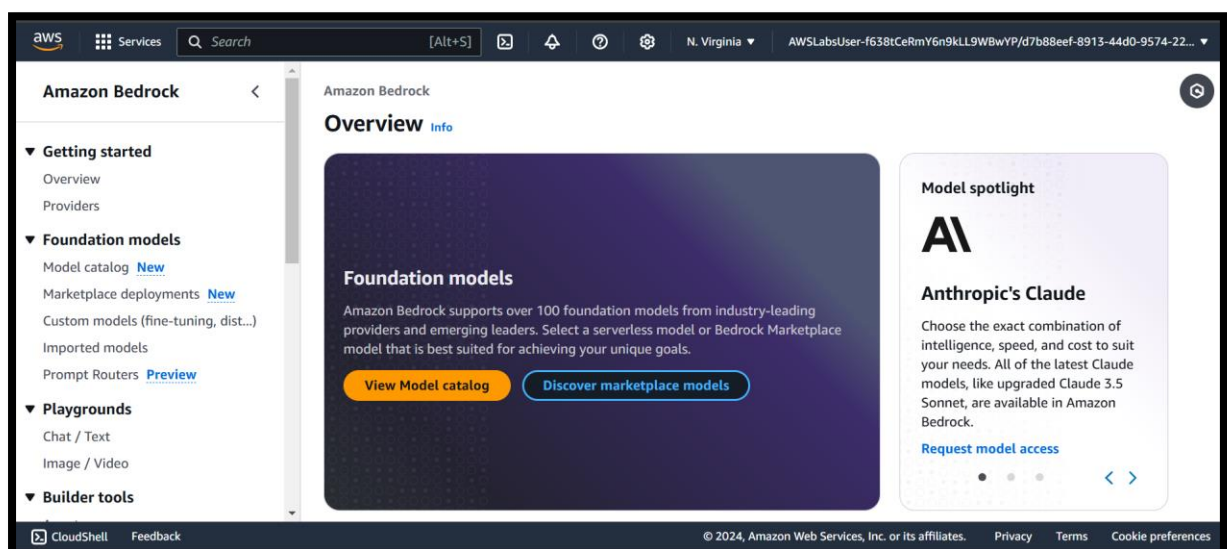 aws
Services
Search
[Alt+S]
N. Virginia
AWSLabsUser-f638tCeRmY6n9kLL9WBwYP/d7b88eef-8913-44d0-9574-22...
Amazon Bedrock
Getting started
Overview
Providers
Foundation models
Model catalog New
Marketplace deployments New
Custom models (fine-tuning, dist...)
Imported models
Prompt Routers Preview
Playgrounds
Chat / Text
Image / Video
Builder tools
Amazon Bedrock
Overview Info
Foundation models
Amazon Bedrock supports over 100 foundation models from industry-leading
providers and emerging leaders. Select a serverless model or Bedrock Marketplace
model that is best suited for achieving your unique goals.
View Model catalog
Discover marketplace models
Model spotlight
A\
Anthropic's Claude
Choose the exact combination of
intelligence, speed, and cost to suit
your needs. All of the latest Claude
models, like upgraded Claude 3.5
Sonnet, are available in Amazon
Bedrock.
Request model access
CloudShell
Feedback
© 2024, Amazon Web Services, Inc. or its affiliates.
Privacy
Terms
Cookie preferences